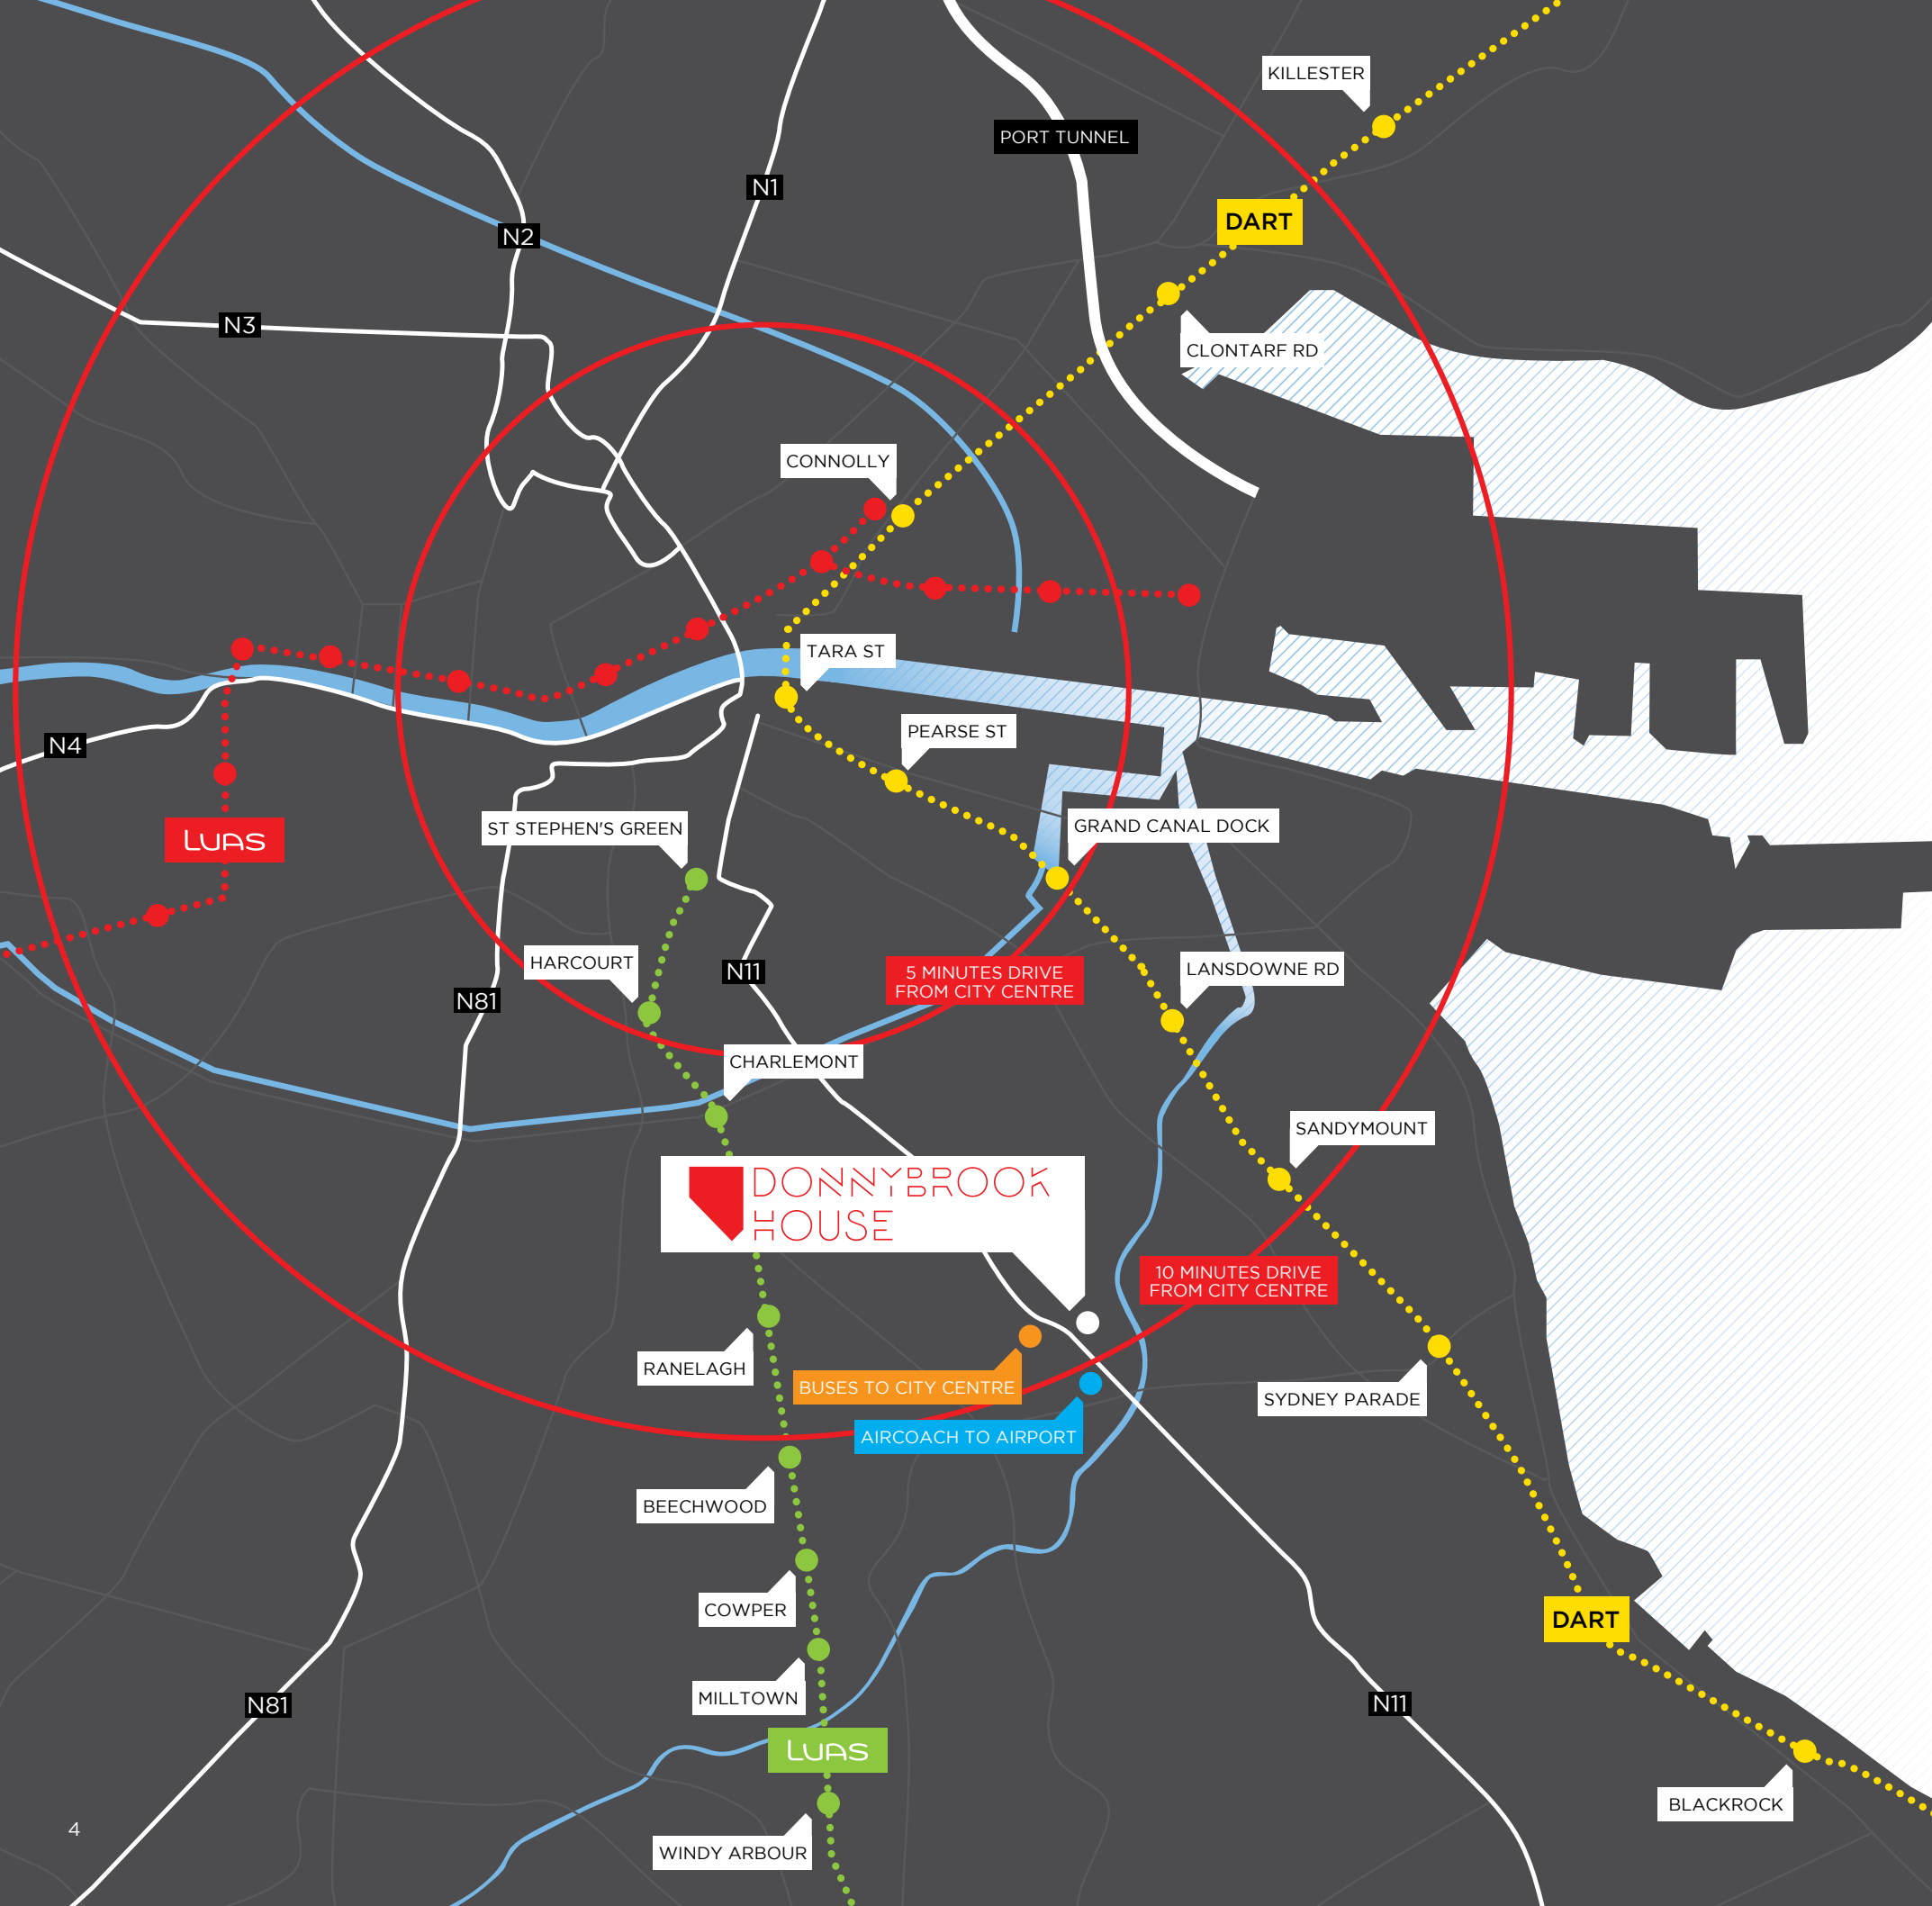 KILLESTER
PORT TUNNEL
N1
DART
N2
N3
CLONTARF RD
CONNOLLY
TARA ST
PEARSE ST
N4
ST STEPHEN'S GREEN
GRAND CANAL DOCK
LUAS
HARCOURT
N11
5 MINUTES DRIVE
FROM CITY CENTRE
LANSDOWNE RD
N81
CHARLEMONT
SANDYMOUNT
DONNYBROOK
HOUSE
10 MINUTES DRIVE
FROM CITY CENTRE
RANELAGH
BUSES TO CITY CENTRE
SYDNEY PARADE
AIRCOACH TO AIRPORT
BEECHWOOD
COWPER
DART
MILLTOWN
N81
N11
LUAS
BLACKROCK
4
WINDY ARBOUR